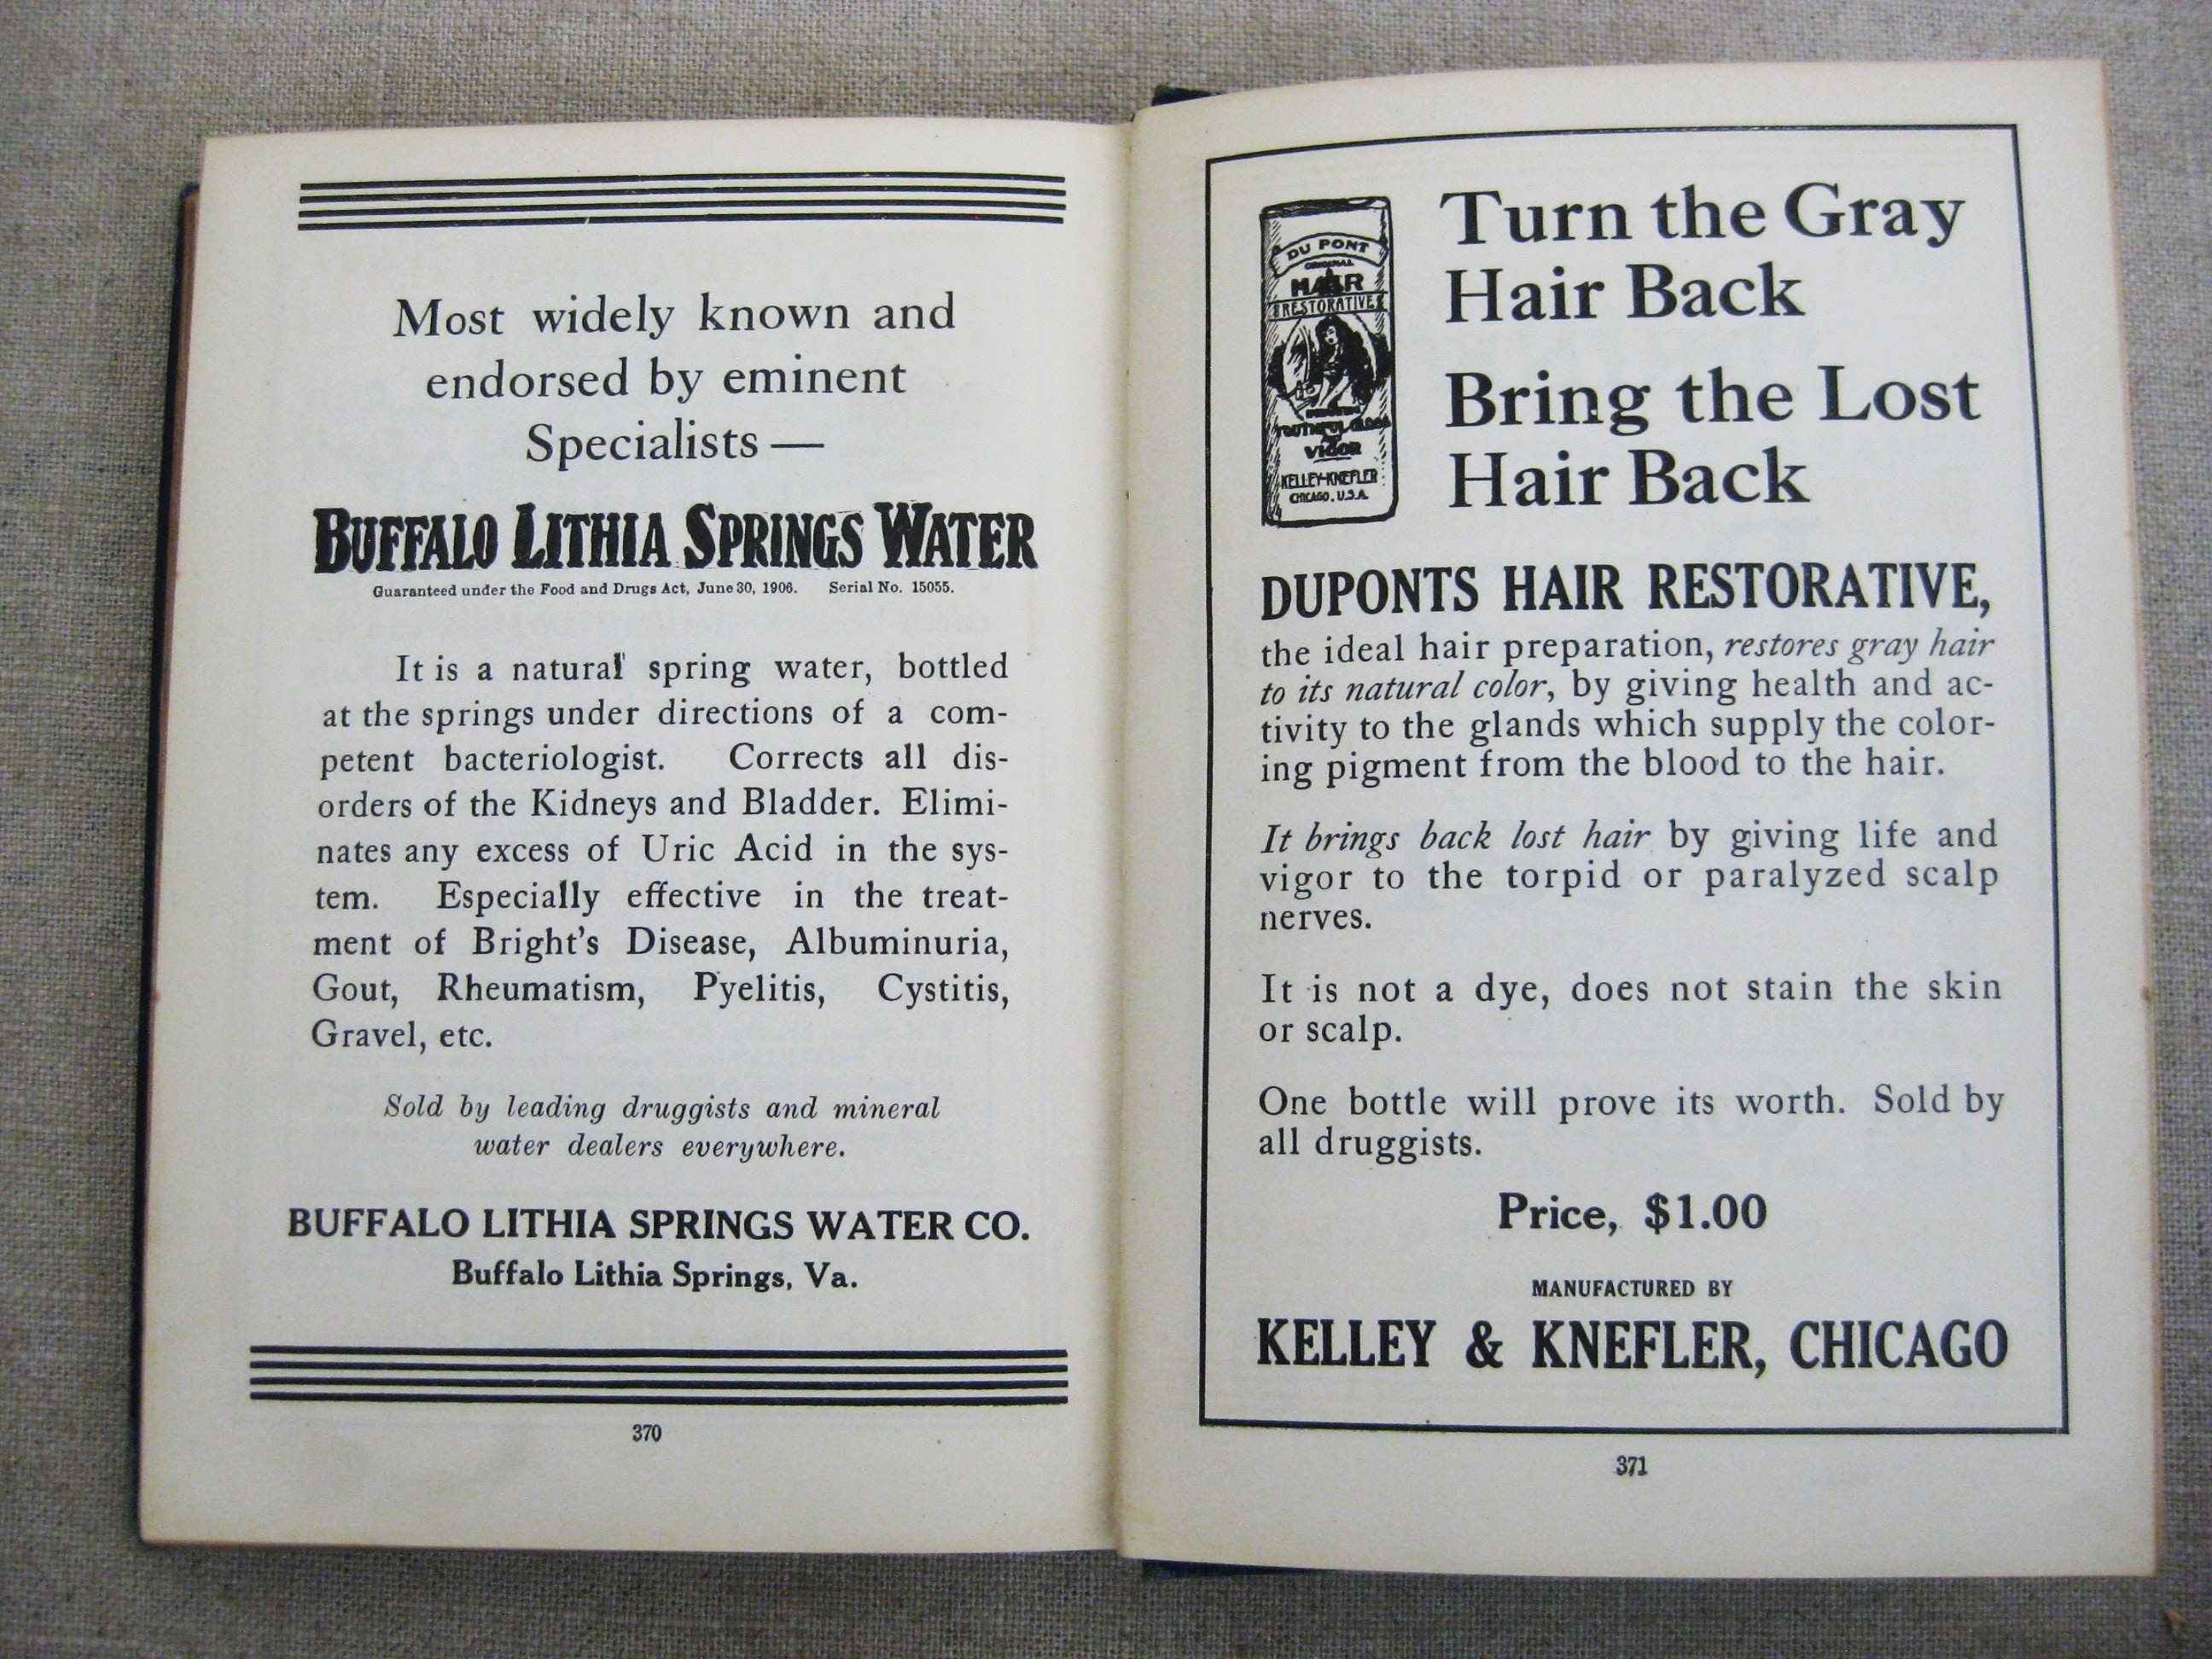 Most widely known and
endorsed by eminent
Specialists —
BUFFALO LITHIA SPRINGS WATER
Guaranteed under the Food and Drugs Act, June 30, 1906. Serial No. 15055.
It is a natural spring water, bottled
at the springs under directions of a com-
petent bacteriologist. Corrects all dis-
orders of the Kidneys and Bladder. Elimi-
nates any excess of Uric Acid in the sys-
tem. Especially effective in the treat-
ment of Bright's Disease, Albuminuria,
Gout, Rheumatism, Pyelitis, Cystitis,
Gravel, etc.
Sold by leading druggists and mineral
water dealers everywhere.
BUFFALO LITHIA SPRINGS WATER CO.
Buffalo Lithia Springs, Va.
370
DU PONT
ORIGINAL
HAIR
RESTORATIVE
YOUTHFUL
VIGOR
KELLEY-KNEFLER
CHICAGO, U.S.A.
Turn the Gray
Hair Back
Bring the Lost
Hair Back
DUPONTS HAIR RESTORATIVE,
the ideal hair preparation, restores gray hair
to its natural color, by giving health and ac-
tivity to the glands which supply the color-
ing pigment from the blood to the hair.
It brings back lost hair by giving life and
vigor to the torpid or paralyzed scalp
nerves.
It is not a dye, does not stain the skin
or scalp.
One bottle will prove its worth. Sold by
all druggists.
Price, $1.00
MANUFACTURED BY
KELLEY & KNEFLER, CHICAGO
371